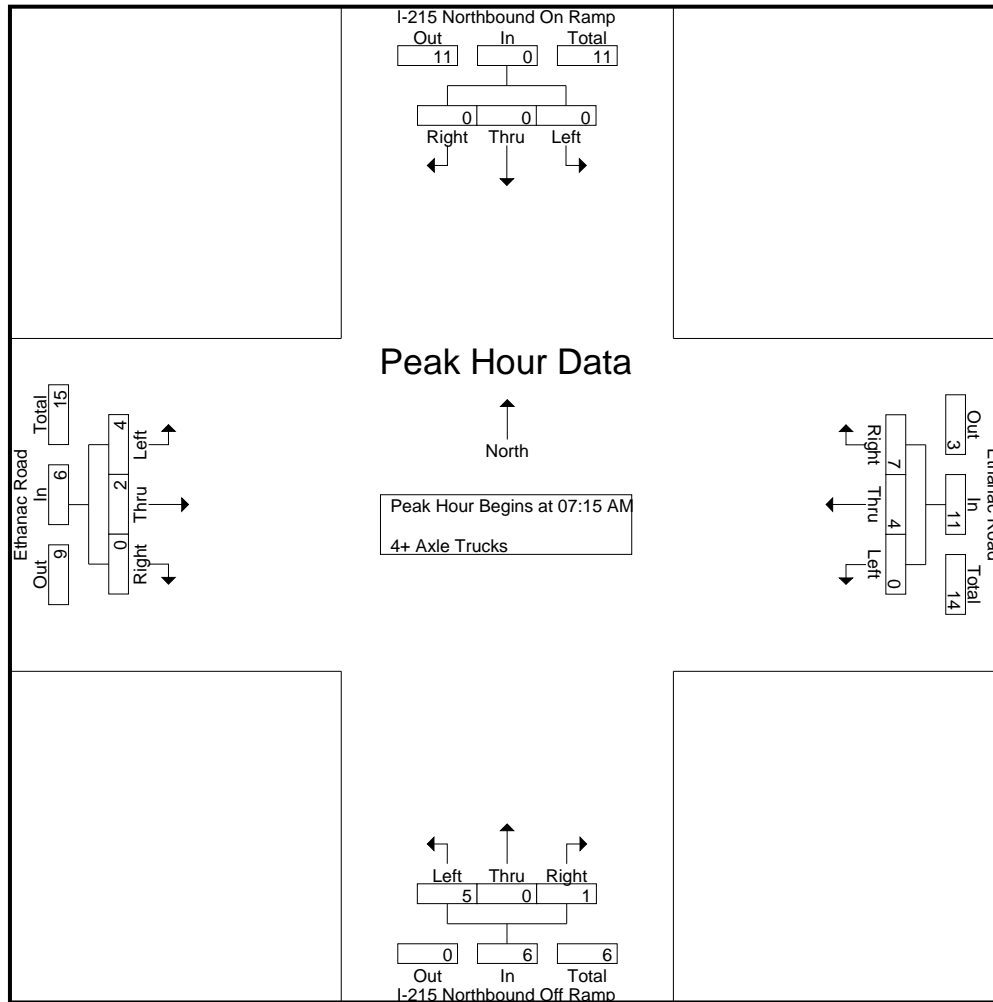 I-215 Northbound On Ramp
Out In Total
11 0 11
0 0 0
Right Thru Left
Peak Hour Data
North
Peak Hour Begins at 07:15 AM
4+ Axle Trucks
Ethanac Road
Out In Total
9 6 15
Left Thru Right
4 2 0
Ethanac Road
Out In Total
3 11 14
Right Thru Left
7 4 0
Left Thru Right
5 0 1
0 6 6
Out In Total
I-215 Northbound Off Ramp